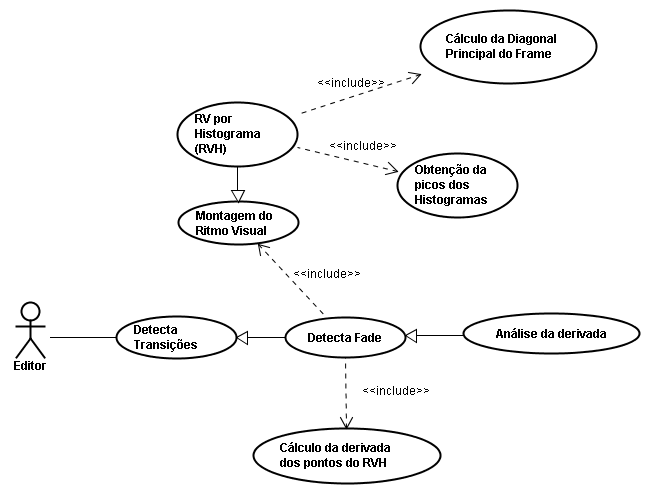 Cálculo da Diagonal
Principal do Frame
<<include>>
RV por
Histograma
(RVH)
<<include>>
Obtenção da
picos dos
Histogramas
Montagem do
Ritmo Visual
<<include>>
Detecta
Transições
Detecta Fade
Análise da derivada
Editor
<<include>>
Cálculo da derivada
dos pontos do RVH